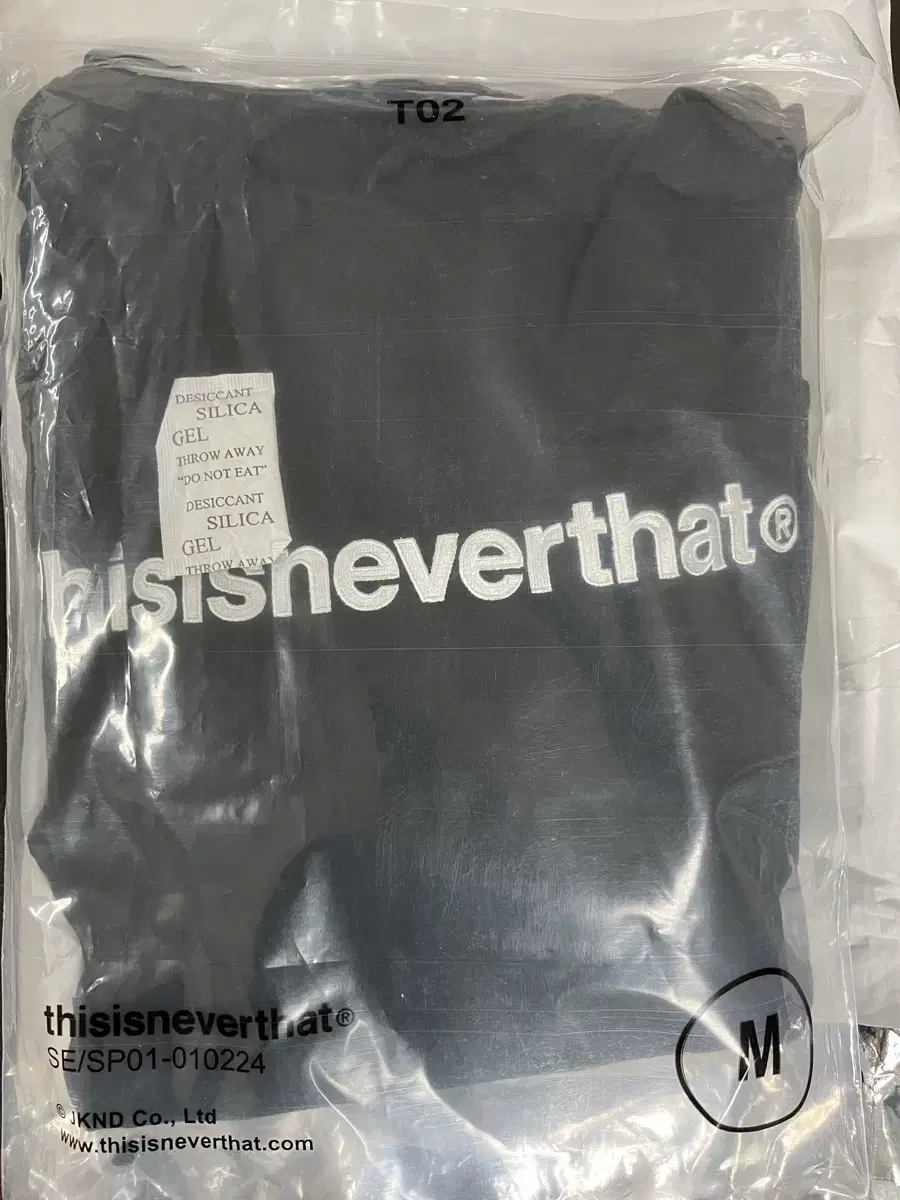 T02
DESICCANT
SILICA
GEL
THROW AWAY
"DO NOT EAT"
DESICCANT
SILICA
GEL
THROW AWAY
hisisneverthat®
thisisneverthat®
SE/SP01-010224
M
© JKND Co., Ltd
www.thisisneverthat.com